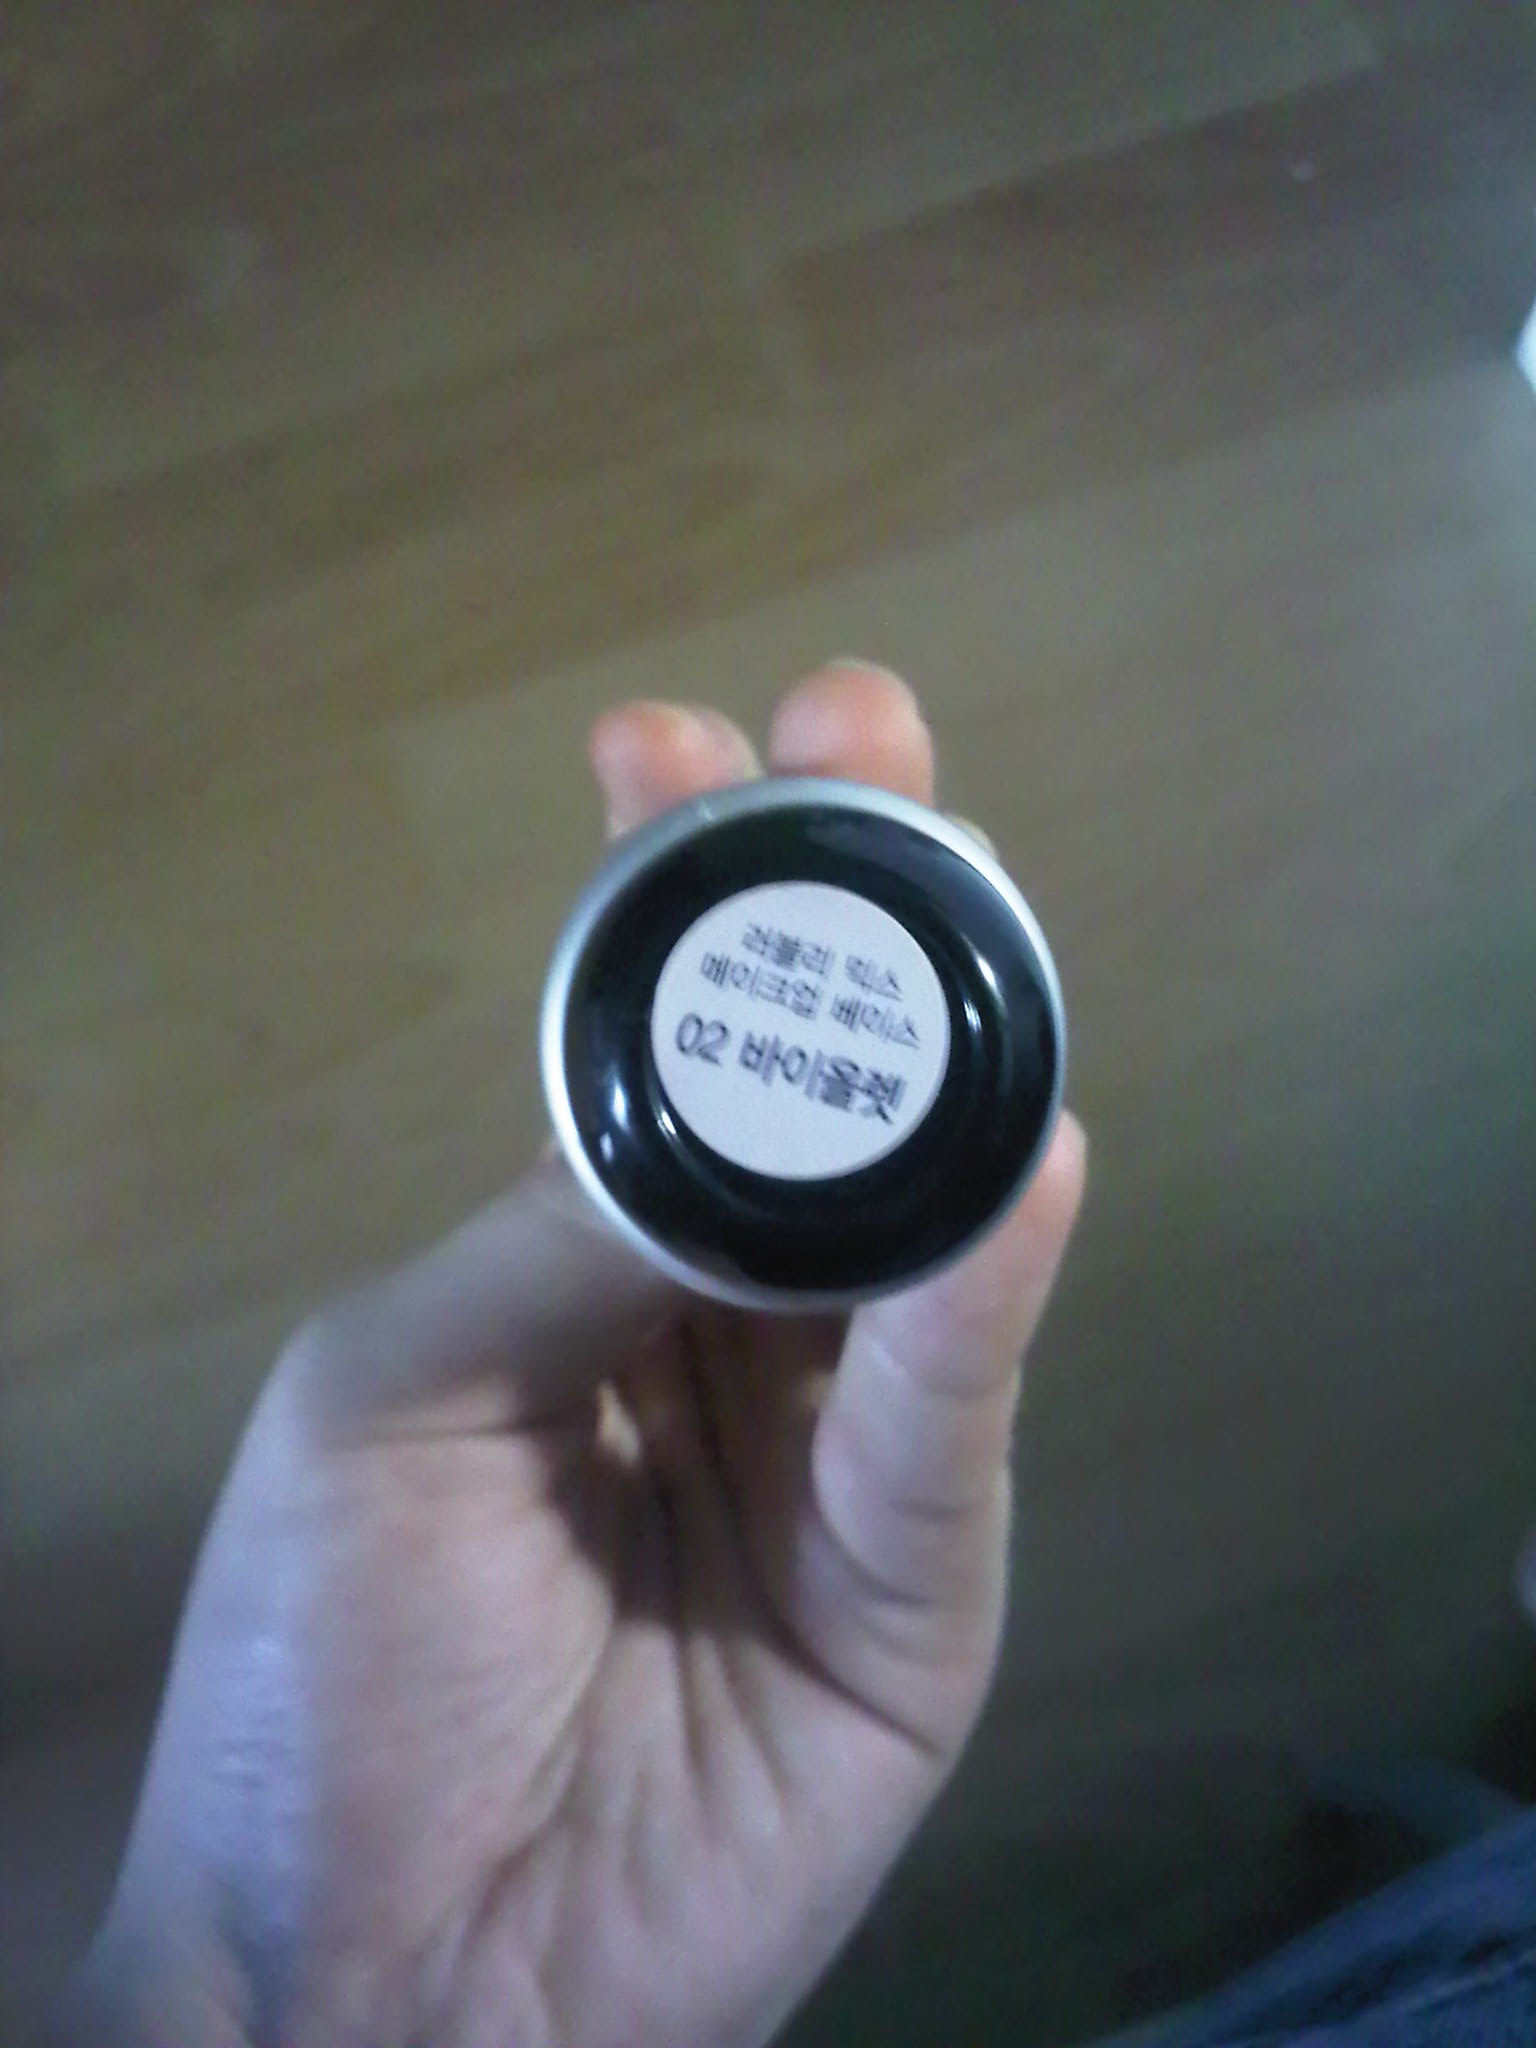 러블리 믹스
메이크업 베이스
02 바이올렛